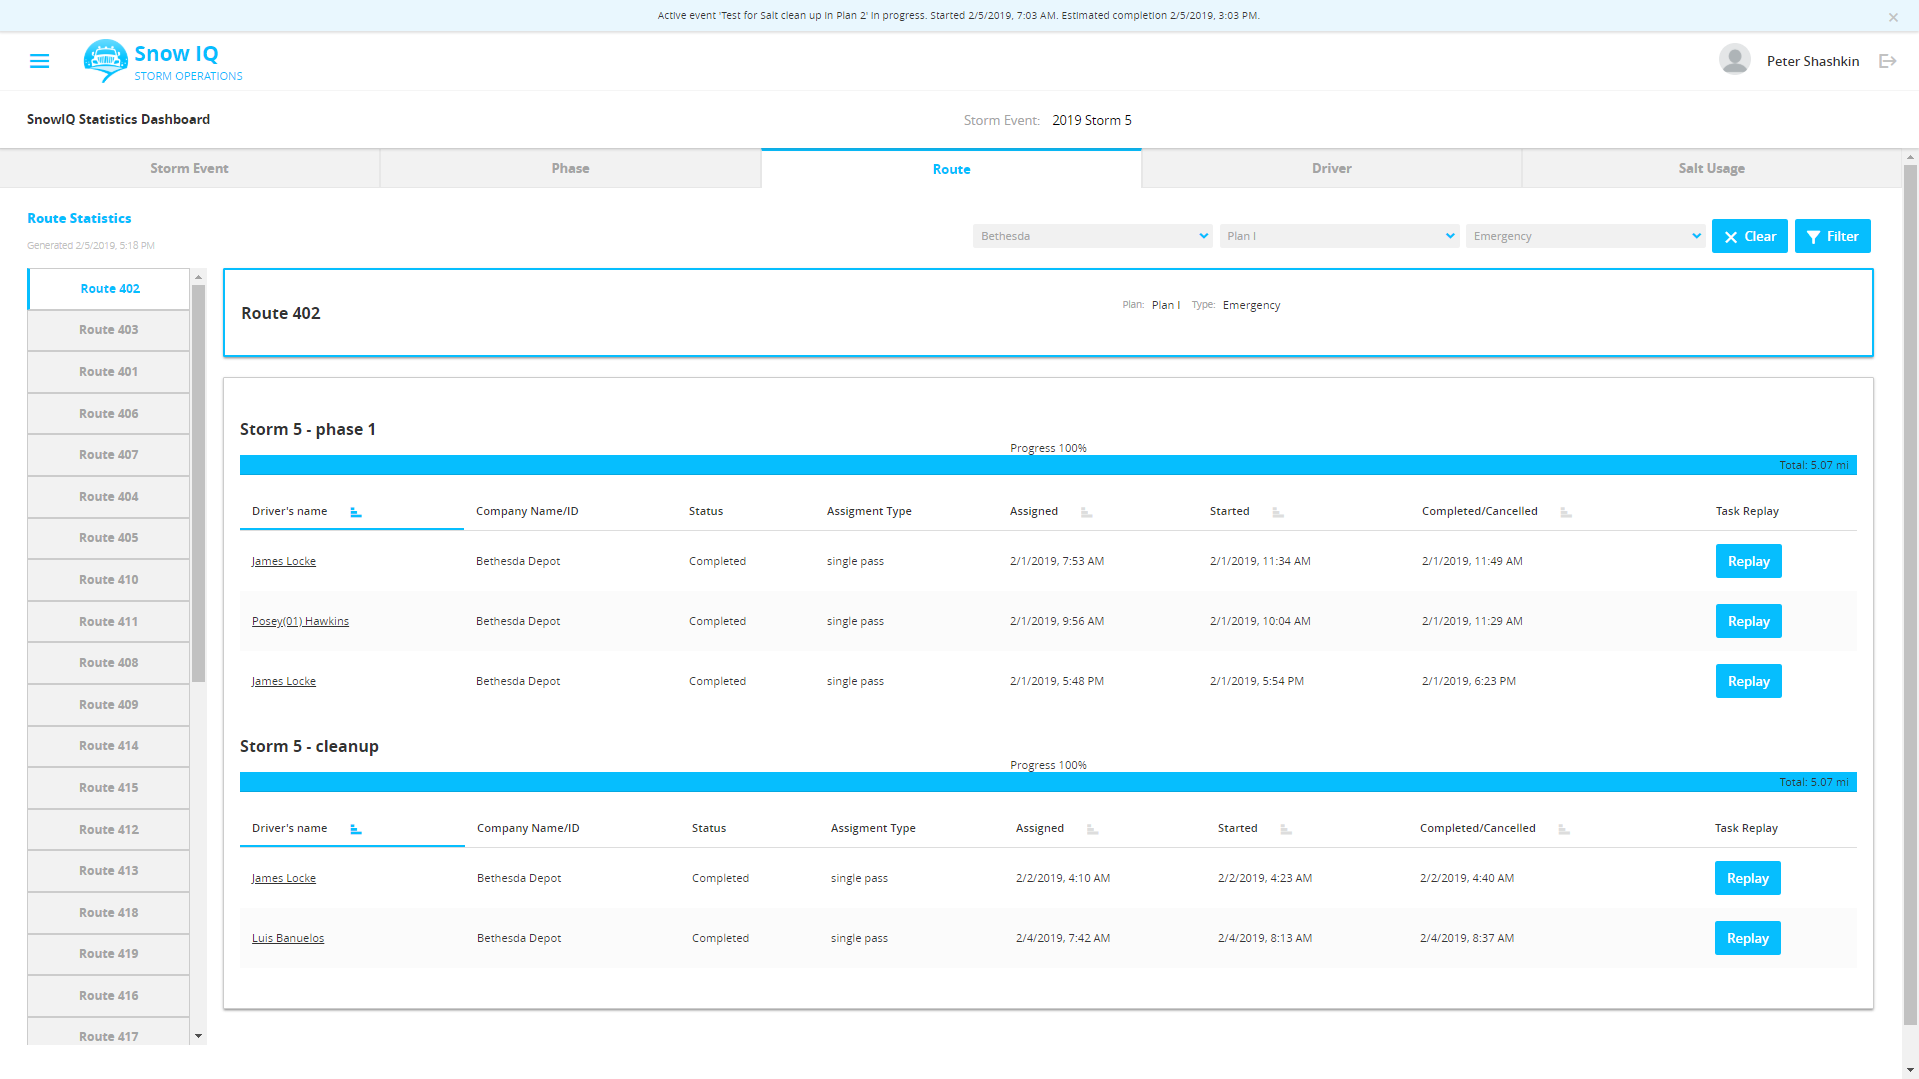 Active event 'Test for Salt clean up in Plan 2' in progress. Started 2/5/2019, 7:03 AM. Estimated completion 2/5/2019, 3:03 PM.
Snow IQ
STORM OPERATIONS
Peter Shashkin
SnowIQ Statistics Dashboard
Storm Event: 2019 Storm 5
Storm Event Phase Route Driver Salt Usage
Route Statistics
Generated 2/5/2019, 5:18 PM
Bethesda Plan I Emergency Clear Filter
Route 402
Route 403
Route 401
Route 406
Route 407
Route 404
Route 405
Route 410
Route 411
Route 408
Route 409
Route 414
Route 415
Route 412
Route 413
Route 418
Route 419
Route 416
Route 417
Route 402
Plan: Plan I Type: Emergency
Storm 5 - phase 1
Progress 100%
Total: 5.07 mi
Driver's name Company Name/ID Status Assigment Type Assigned Started Completed/Cancelled Task Replay
James Locke Bethesda Depot Completed single pass 2/1/2019, 7:53 AM 2/1/2019, 11:34 AM 2/1/2019, 11:49 AM Replay
Posey(01) Hawkins Bethesda Depot Completed single pass 2/1/2019, 9:56 AM 2/1/2019, 10:04 AM 2/1/2019, 11:29 AM Replay
James Locke Bethesda Depot Completed single pass 2/1/2019, 5:48 PM 2/1/2019, 5:54 PM 2/1/2019, 6:23 PM Replay
Storm 5 - cleanup
Progress 100%
Total: 5.07 mi
Driver's name Company Name/ID Status Assigment Type Assigned Started Completed/Cancelled Task Replay
James Locke Bethesda Depot Completed single pass 2/2/2019, 4:10 AM 2/2/2019, 4:23 AM 2/2/2019, 4:40 AM Replay
Luis Banuelos Bethesda Depot Completed single pass 2/4/2019, 7:42 AM 2/4/2019, 8:13 AM 2/4/2019, 8:37 AM Replay